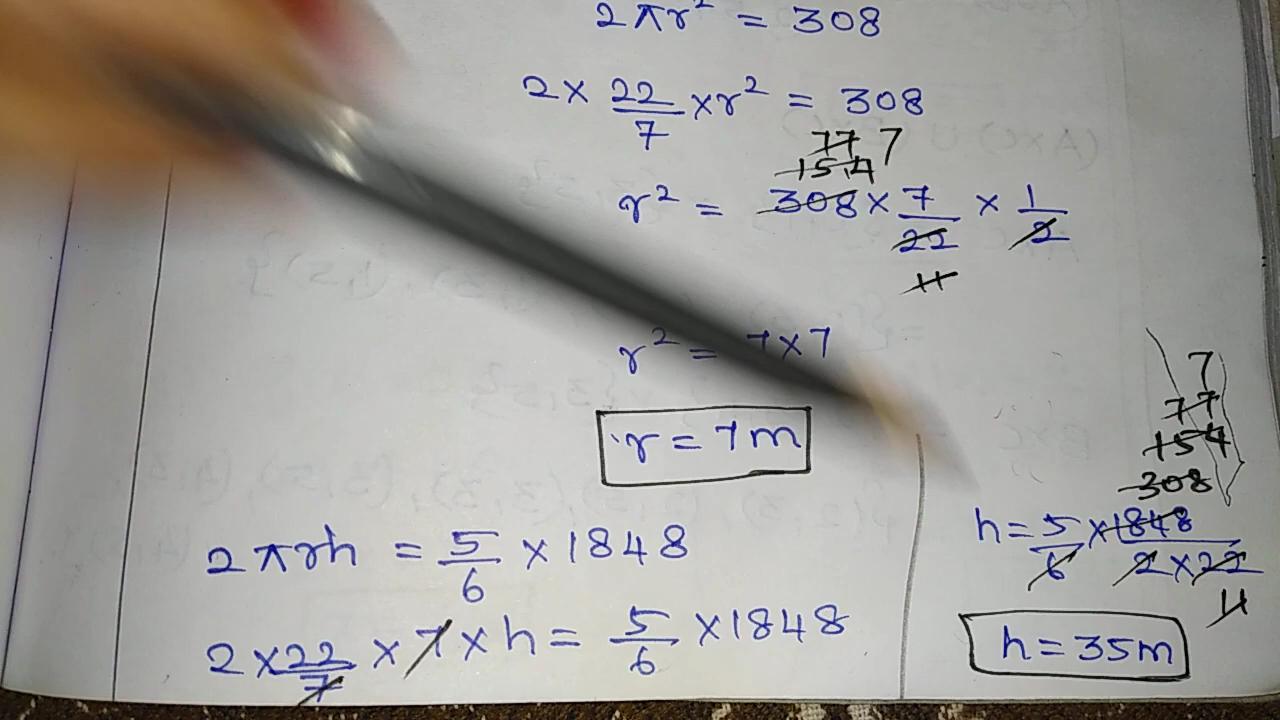 2πr² = 308
2 × 22/7 × r² = 308
77 7
154
r² = 308 × 7/22 × 1/2
11
r² = 7×7
r = 7m
2πrh = 5/6 × 1848
2 × 22/7 × 7 × h = 5/6 × 1848
7
77
154
308
h = 5/6 × 1848/2×22
11
h = 35m